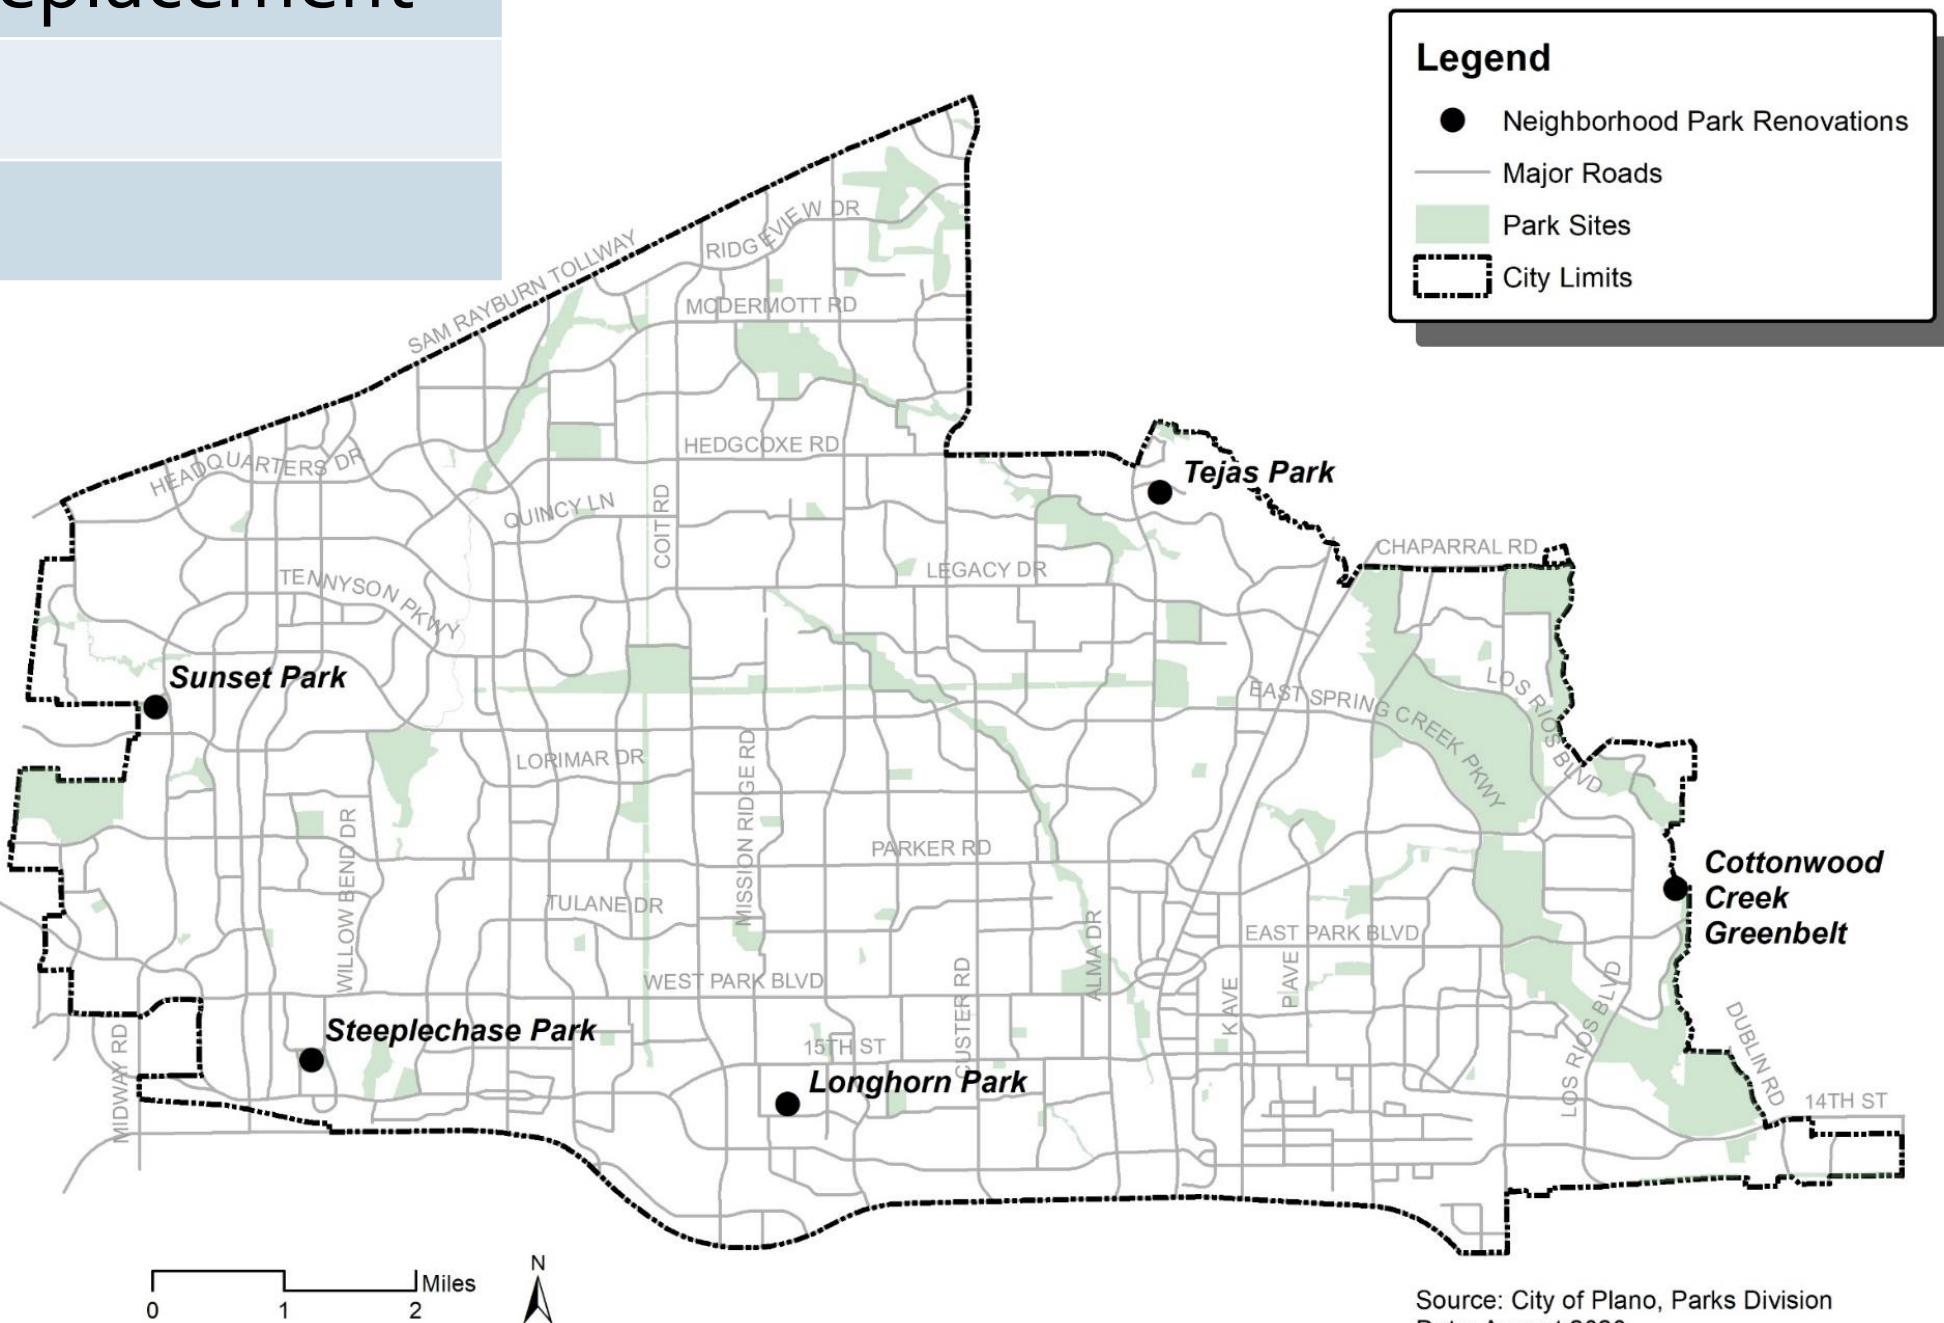 eplacement
Legend
Neighborhood Park Renovations
Major Roads
Park Sites
City Limits
SAM RAYBURN TOLLWAY
RIDGEVIEW DR
MCDERMOTT RD
HEADQUARTERS DR
HEDGCOXE RD
Tejas Park
QUINCY LN
COIT RD
CHAPARRAL RD
LEGACY DR
TENNYSON PKWY
Sunset Park
EAST SPRING CREEK PKWY
LOS RIOS BLVD
LORIMAR DR
MISSION RIDGE RD
WILLOW BEND DR
PARKER RD
Cottonwood
Creek
Greenbelt
TULANE DR
ALMA DR
EAST PARK BLVD
WEST PARK BLVD
CUSTER RD
K AVE
P AVE
LOS RIOS BLVD
DUBLIN RD
MIDWAY RD
Steeplechase Park
15TH ST
Longhorn Park
14TH ST
N
Miles
0 1 2
Source: City of Plano, Parks Division